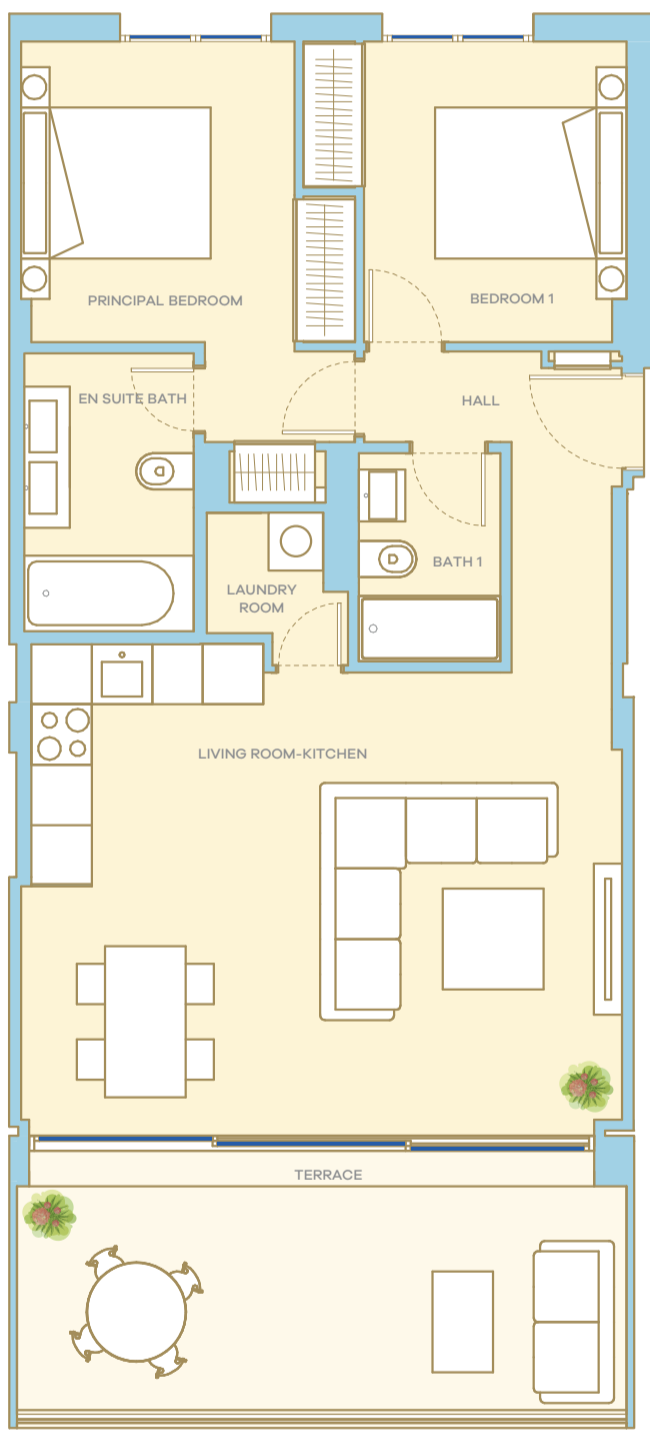 PRINCIPAL BEDROOM
BEDROOM 1
EN SUITE BATH
HALL
BATH 1
LAUNDRY
ROOM
LIVING ROOM-KITCHEN
TERRACE